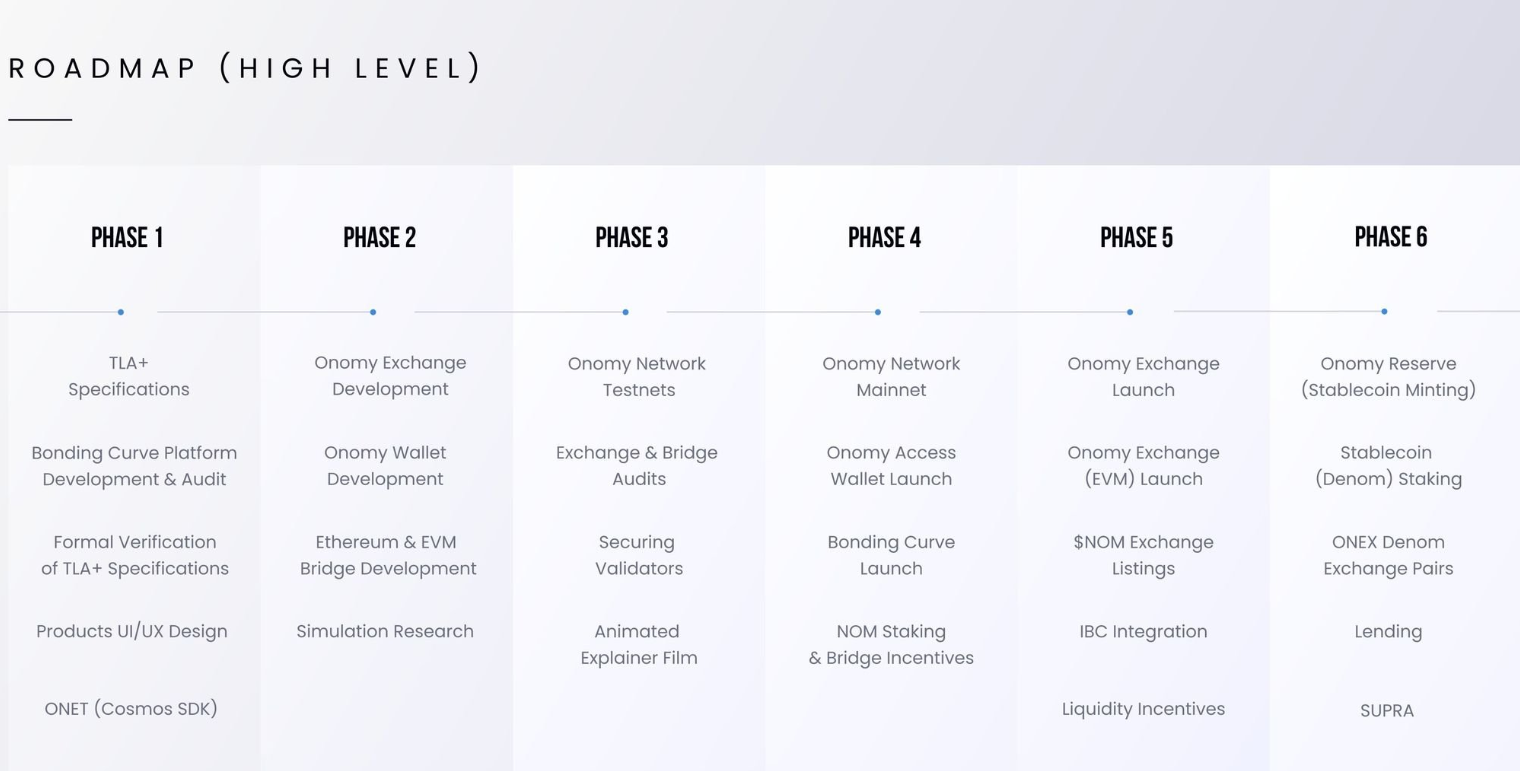 ROADMAP (HIGH LEVEL)
PHASE 1
TLA+
Specifications
Bonding Curve Platform
Development & Audit
Formal Verification
of TLA+ Specifications
Products UI/UX Design
ONET (Cosmos SDK)
PHASE 2
Onomy Exchange
Development
Onomy Wallet
Development
Ethereum & EVM
Bridge Development
Simulation Research
PHASE 3
Onomy Network
Testnets
Exchange & Bridge
Audits
Securing
Validators
Animated
Explainer Film
PHASE 4
Onomy Network
Mainnet
Onomy Access
Wallet Launch
Bonding Curve
Launch
NOM Staking
& Bridge Incentives
PHASE 5
Onomy Exchange
Launch
Onomy Exchange
(EVM) Launch
$NOM Exchange
Listings
IBC Integration
Liquidity Incentives
PHASE 6
Onomy Reserve
(Stablecoin Minting)
Stablecoin
(Denom) Staking
ONEX Denom
Exchange Pairs
Lending
SUPRA